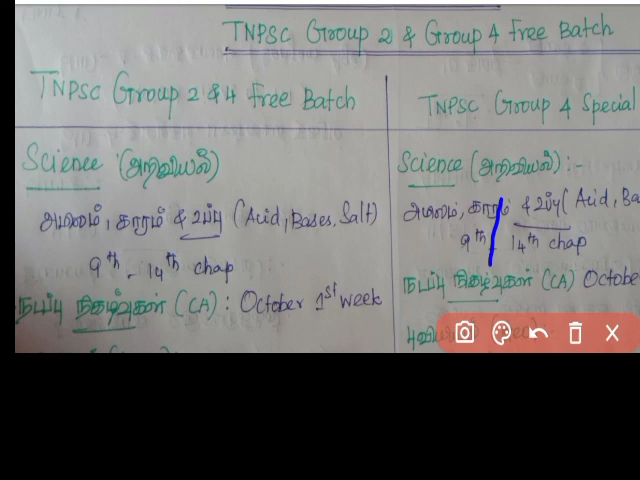 TNPSC Group 2 & Group 4 Free Batch
TNPSC Group 2 & 4 Free Batch
Science (அறிவியல்)
அமிலம், காரம் & உப்பு (Acid, Bases, Salt)
9th - 14th chap
நடப்பு நிகழ்வுகள் (CA) : October 1st week
TNPSC Group 4 Special
Science (அறிவியல்) :-
அமிலம், காரம் & உப்பு (Acid, Ba
9th - 14th chap
நடப்பு நிகழ்வுகள் (CA) Octobe